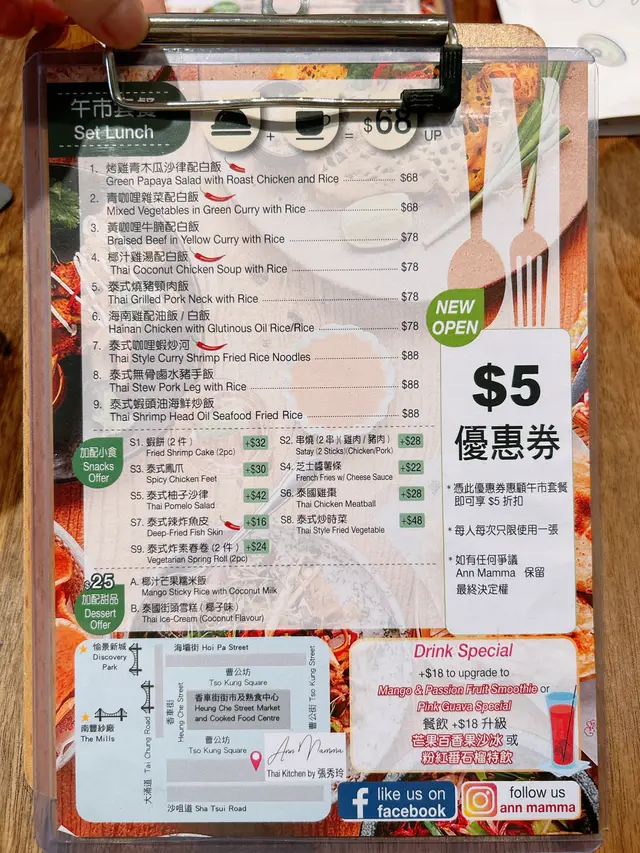 午市套餐
Set Lunch
+ = $68 UP
1. 烤雞青木瓜沙律配白飯
Green Papaya Salad with Roast Chicken and Rice $68
2. 青咖哩雜菜配白飯
Mixed Vegetables in Green Curry with Rice $68
3. 黃咖哩牛腩配白飯
Braised Beef in Yellow Curry with Rice $78
4. 椰汁雞湯配白飯
Thai Coconut Chicken Soup with Rice $78
5. 泰式燒豬頸肉飯
Thai Grilled Pork Neck with Rice $78
6. 海南雞配油飯 / 白飯
Hainan Chicken with Glutinous Oil Rice/Rice $78
7. 泰式咖哩蝦炒河
Thai Style Curry Shrimp Fried Rice Noodles $88
8. 泰式無骨鹵水豬手飯
Thai Stew Pork Leg with Rice $88
9. 泰式蝦頭油海鮮炒飯
Thai Shrimp Head Oil Seafood Fried Rice $88
NEW
OPEN
$5
優惠券
* 憑此優惠券惠顧午市套餐
即可享 $5 折扣
* 每人每次只限使用一張
* 如有任何爭議
Ann Mamma 保留
最終決定權
加配小食
Snacks
Offer
S1. 蝦餅 (2 件) +$32
Fried Shrimp Cake (2pc)
S2. 串燒 (2 串)(雞肉 / 豬肉) +$28
Satay (2 Sticks)(Chicken/Pork)
S3. 泰式鳳爪 +$30
Spicy Chicken Feet
S4. 芝士醬薯條 +$22
French Fries w/ Cheese Sauce
S5. 泰式柚子沙律 +$42
Thai Pomelo Salad
S6. 泰國雞棗 +$28
Thai Chicken Meatball
S7. 泰式辣炸魚皮 +$16
Deep-Fried Fish Skin
S8. 泰式炒時菜 +$48
Thai Style Fried Vegetable
S9. 泰式炸素春卷 (2 件) +$24
Vegetarian Spring Roll (2pc)
$25
加配甜品
Dessert
Offer
A. 椰汁芒果糯米飯
Mango Sticky Rice with Coconut Milk
B. 泰國街頭雪糕 ( 椰子味 )
Thai Ice-Cream (Coconut Flavour)
愉景新城
Discovery
Park
南豐紗廠
The Mills
大涌道 Tai Chung Road
香車街 Heung Che Street
海壩街 Hoi Pa Street
曹公坊
Tso Kung Square
香車街街市及熟食中心
Heung Che Street Market
and Cooked Food Centre
曹公坊
Tso Kung Square
曹公街 Tso Kung Street
沙咀道 Sha Tsui Road
Ann Mamma
Thai Kitchen by 張秀玲
Drink Special
+$18 to upgrade to
Mango & Passion Fruit Smoothie or
Pink Guava Special
餐飲 +$18 升級
芒果百香果沙冰 或
粉紅番石榴特飲
like us on
facebook
follow us
ann mamma